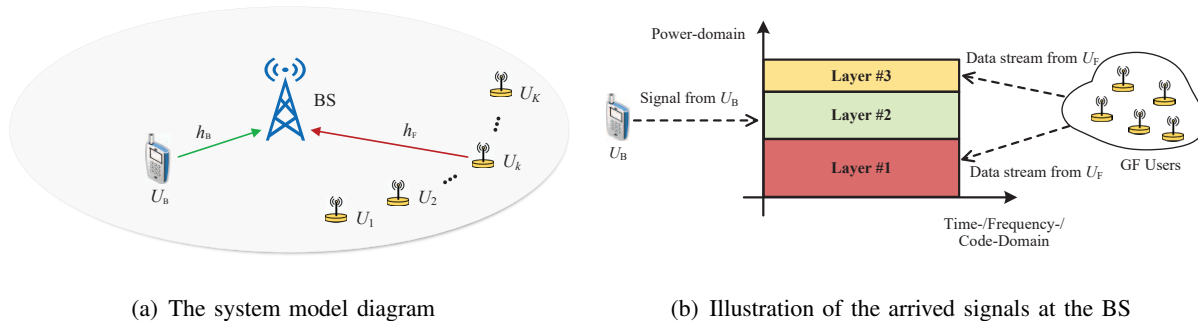 BS
h_B
h_F
U_B
U_1
U_2
U_k
U_K
(a) The system model diagram
Power-domain
Signal from U_B
U_B
Layer #3
Layer #2
Layer #1
Data stream from U_F
Data stream from U_F
GF Users
Time-/Frequency-/
Code-Domain
(b) Illustration of the arrived signals at the BS